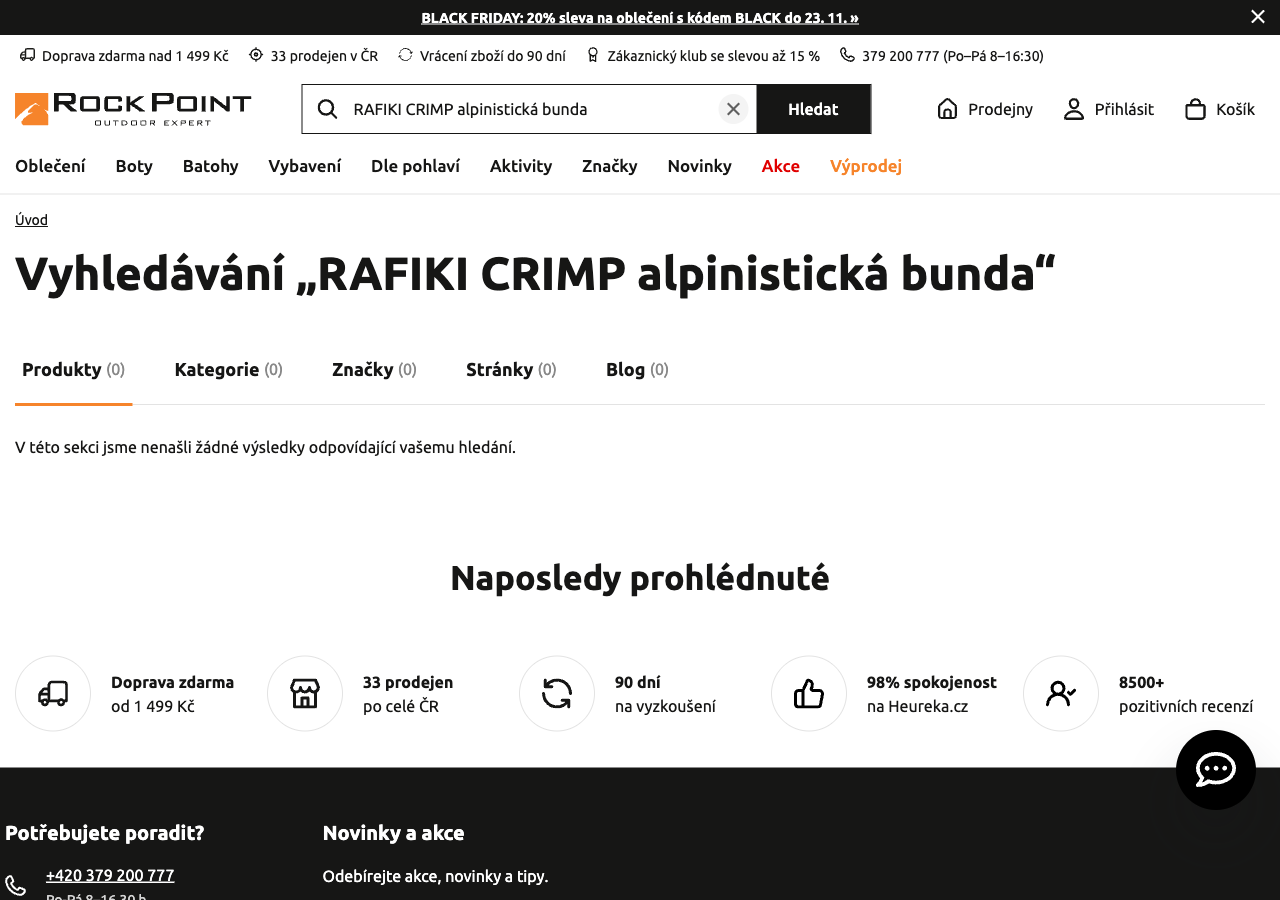 BLACK FRIDAY: 20% sleva na oblečení s kódem BLACK do 23. 11. »
Doprava zdarma nad 1 499 Kč
33 prodejen v ČR
Vrácení zboží do 90 dní
Zákaznický klub se slevou až 15 %
379 200 777 (Po–Pá 8–16:30)
ROCK POINT
OUTDOOR EXPERT
RAFIKI CRIMP alpinistická bunda
Hledat
Prodejny
Přihlásit
Košík
Oblečení
Boty
Batohy
Vybavení
Dle pohlaví
Aktivity
Značky
Novinky
Akce
Výprodej
Úvod
Vyhledávání „RAFIKI CRIMP alpinistická bunda“
Produkty (0)
Kategorie (0)
Značky (0)
Stránky (0)
Blog (0)
V této sekci jsme nenašli žádné výsledky odpovídající vašemu hledání.
Naposledy prohlédnuté
Doprava zdarma
od 1 499 Kč
33 prodejen
po celé ČR
90 dní
na vyzkoušení
98% spokojenost
na Heureka.cz
8500+
pozitivních recenzí
Potřebujete poradit?
+420 379 200 777
Po-Pá 8–16.30 h
Novinky a akce
Odebírejte akce, novinky a tipy.